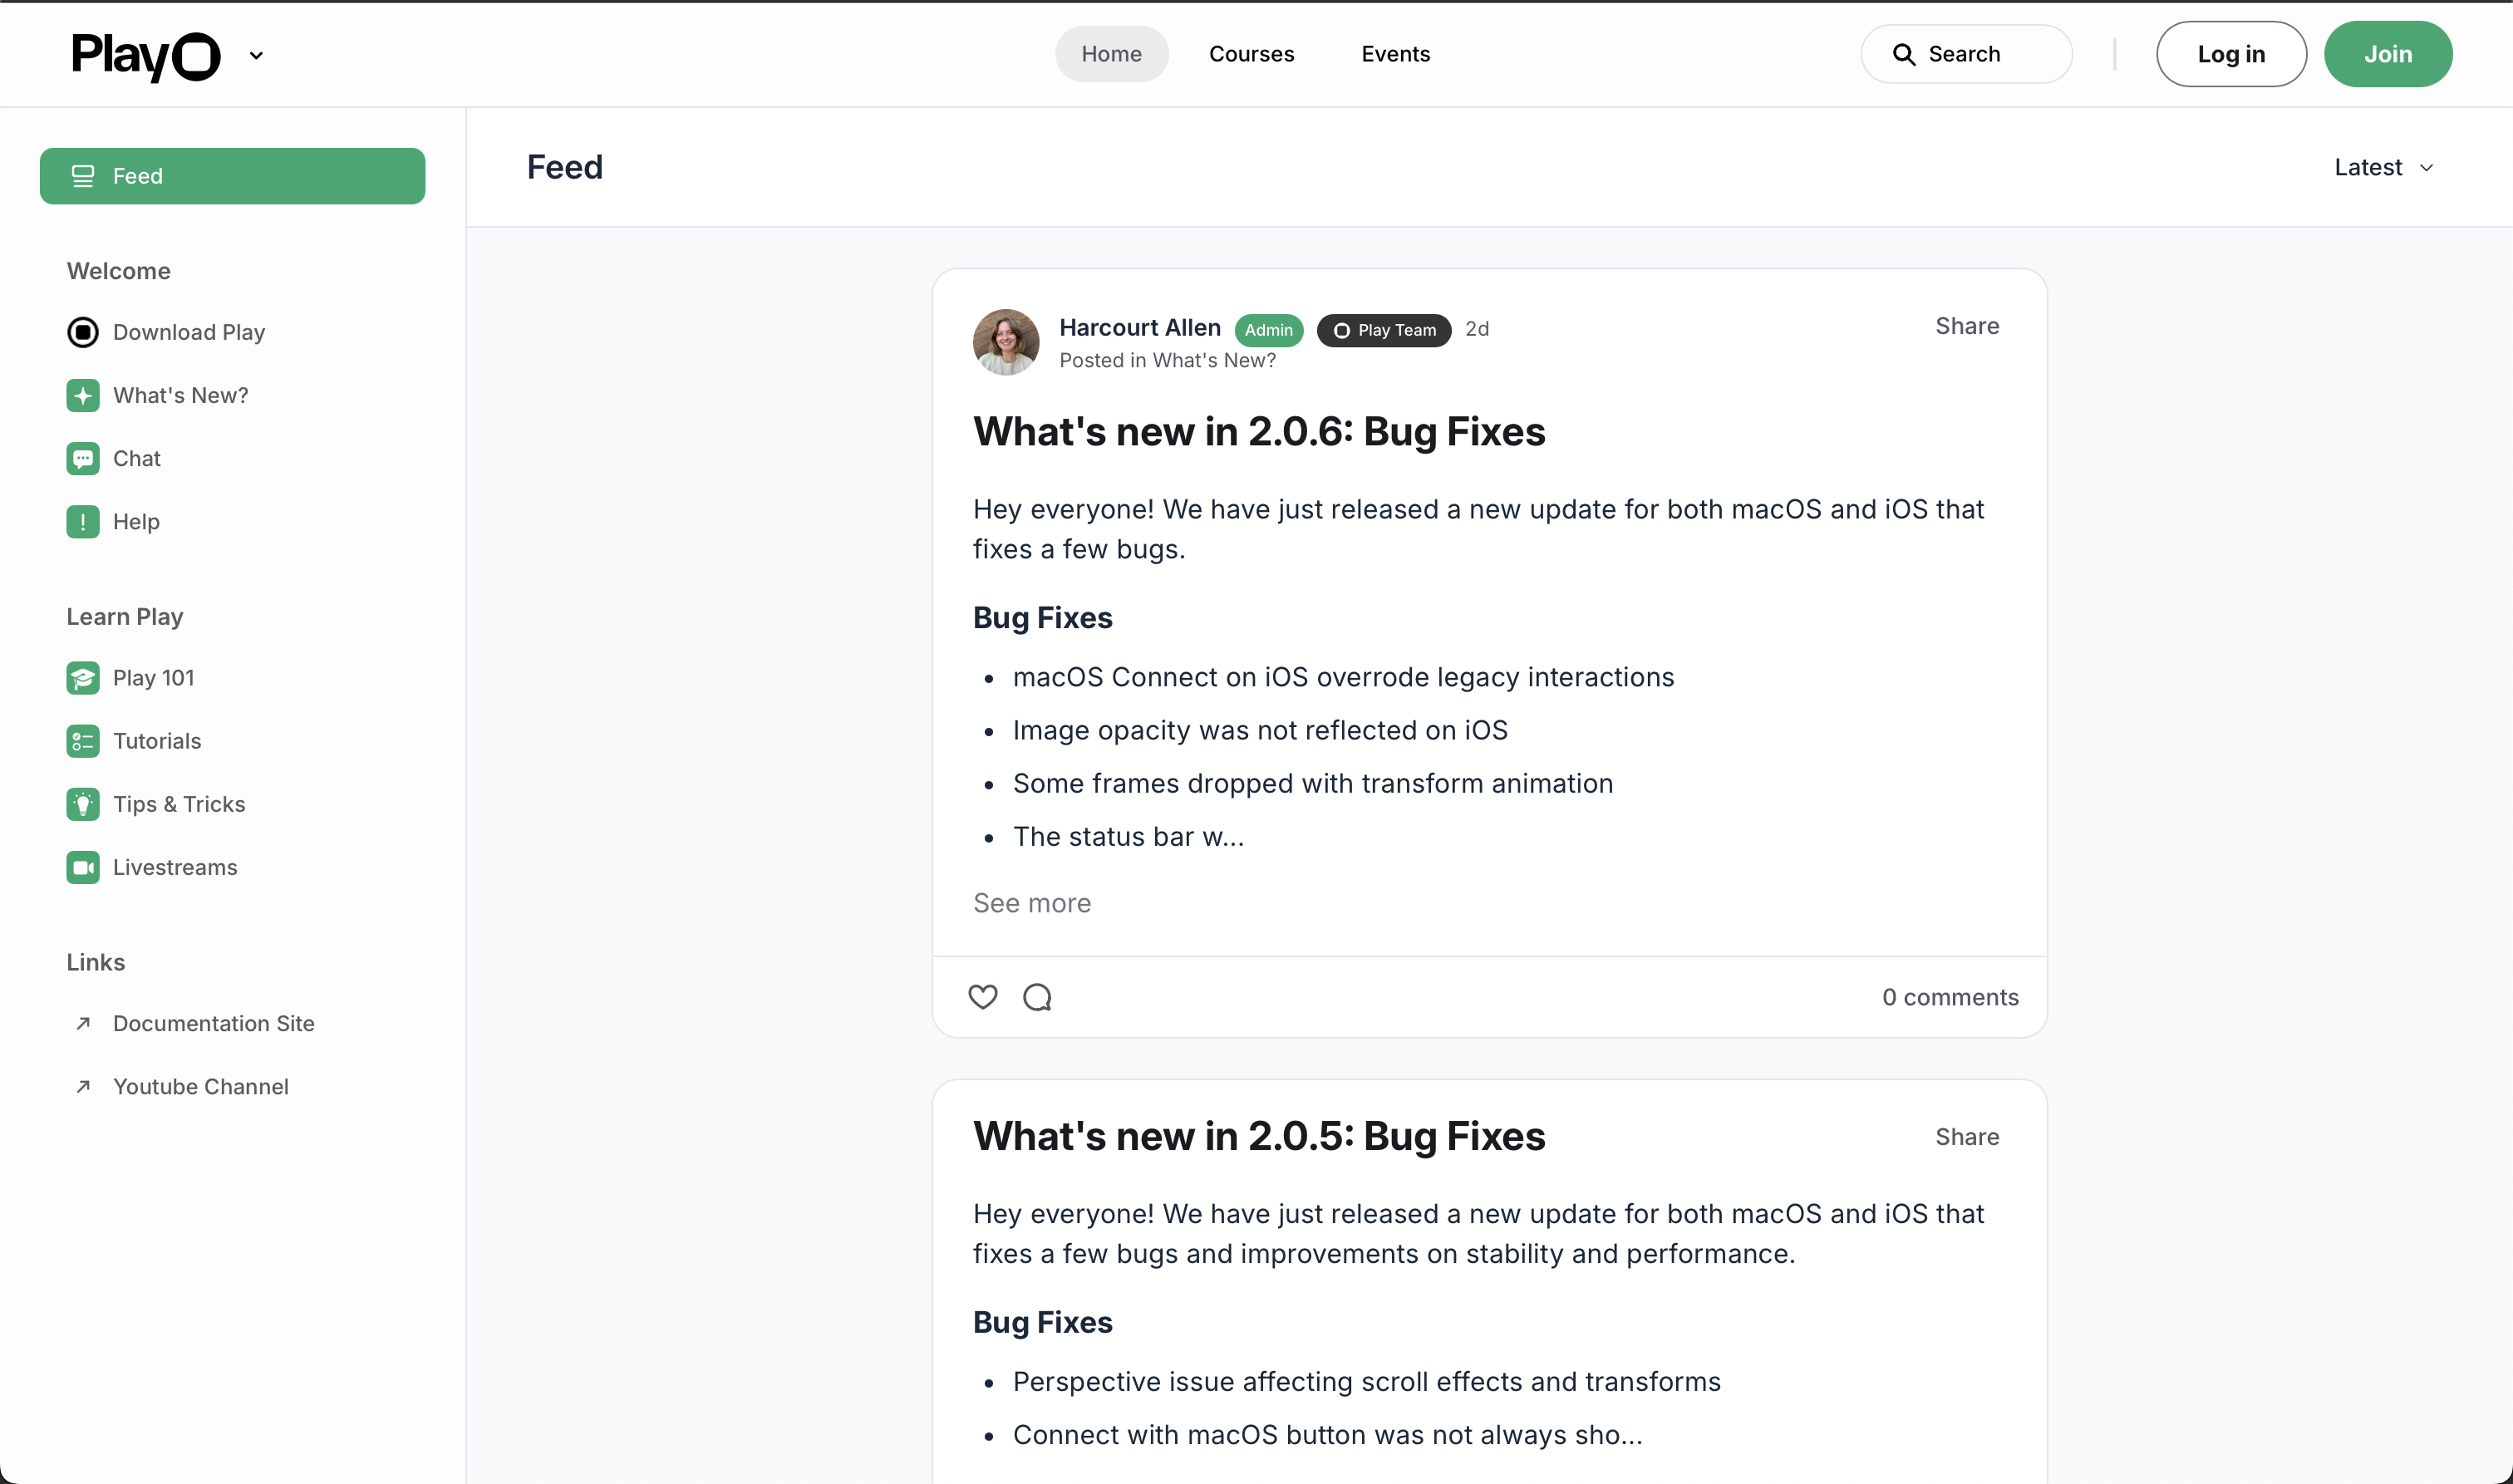 Play
Home
Courses
Events
Search
Log in
Join
Feed
Welcome
Download Play
What's New?
Chat
Help
Learn Play
Play 101
Tutorials
Tips & Tricks
Livestreams
Links
Documentation Site
Youtube Channel
Feed
Latest
Harcourt Allen Admin Play Team 2d
Posted in What's New?
Share
What's new in 2.0.6: Bug Fixes
Hey everyone! We have just released a new update for both macOS and iOS that
fixes a few bugs.
Bug Fixes
• macOS Connect on iOS overrode legacy interactions
• Image opacity was not reflected on iOS
• Some frames dropped with transform animation
• The status bar w...
See more
0 comments
What's new in 2.0.5: Bug Fixes
Share
Hey everyone! We have just released a new update for both macOS and iOS that
fixes a few bugs and improvements on stability and performance.
Bug Fixes
• Perspective issue affecting scroll effects and transforms
• Connect with macOS button was not always sho...